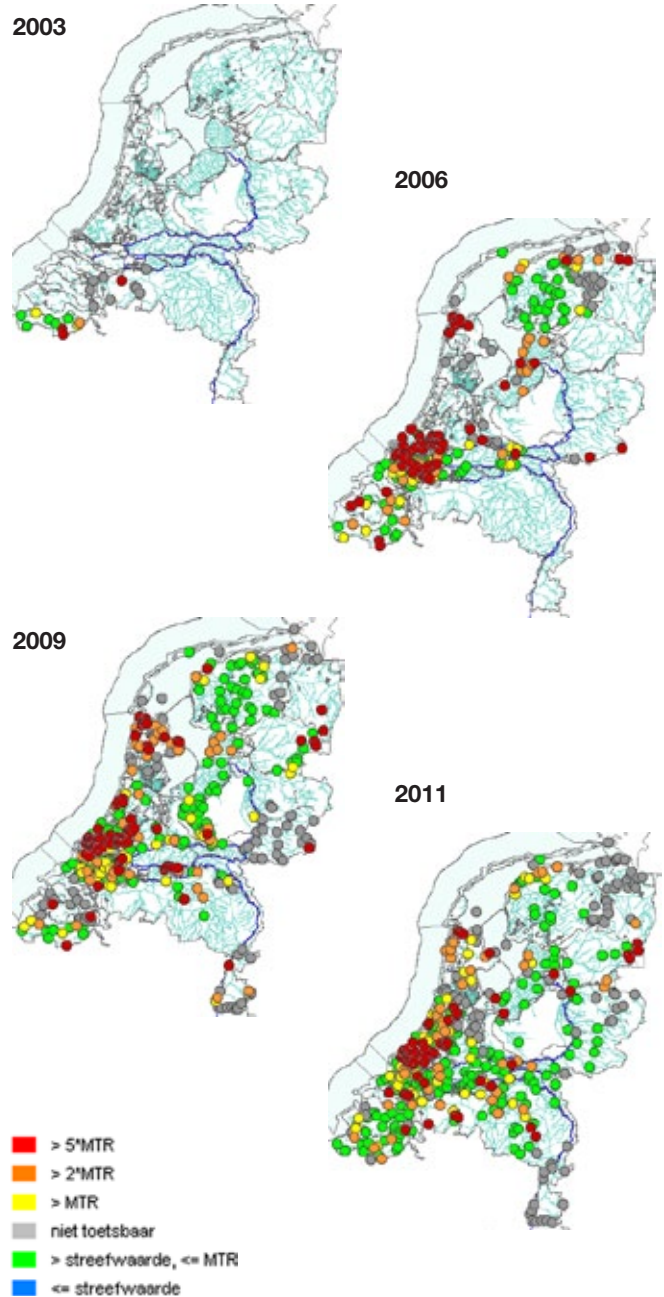 2003
2006
2009
2011
> 5*MTR
> 2*MTR
> MTR
niet toetsbaar
> streefwaarde, <= MTR
<= streefwaarde